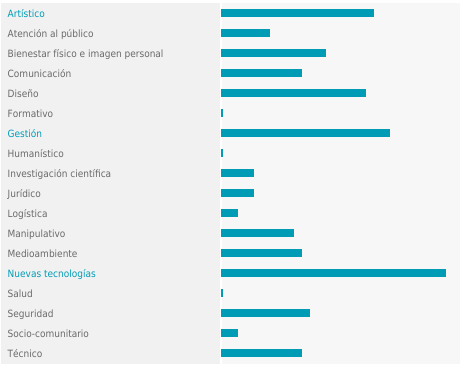 Artístico
Atención al público
Bienestar físico e imagen personal
Comunicación
Diseño
Formativo
Gestión
Humanístico
Investigación científica
Jurídico
Logística
Manipulativo
Medioambiente
Nuevas tecnologías
Salud
Seguridad
Socio-comunitario
Técnico